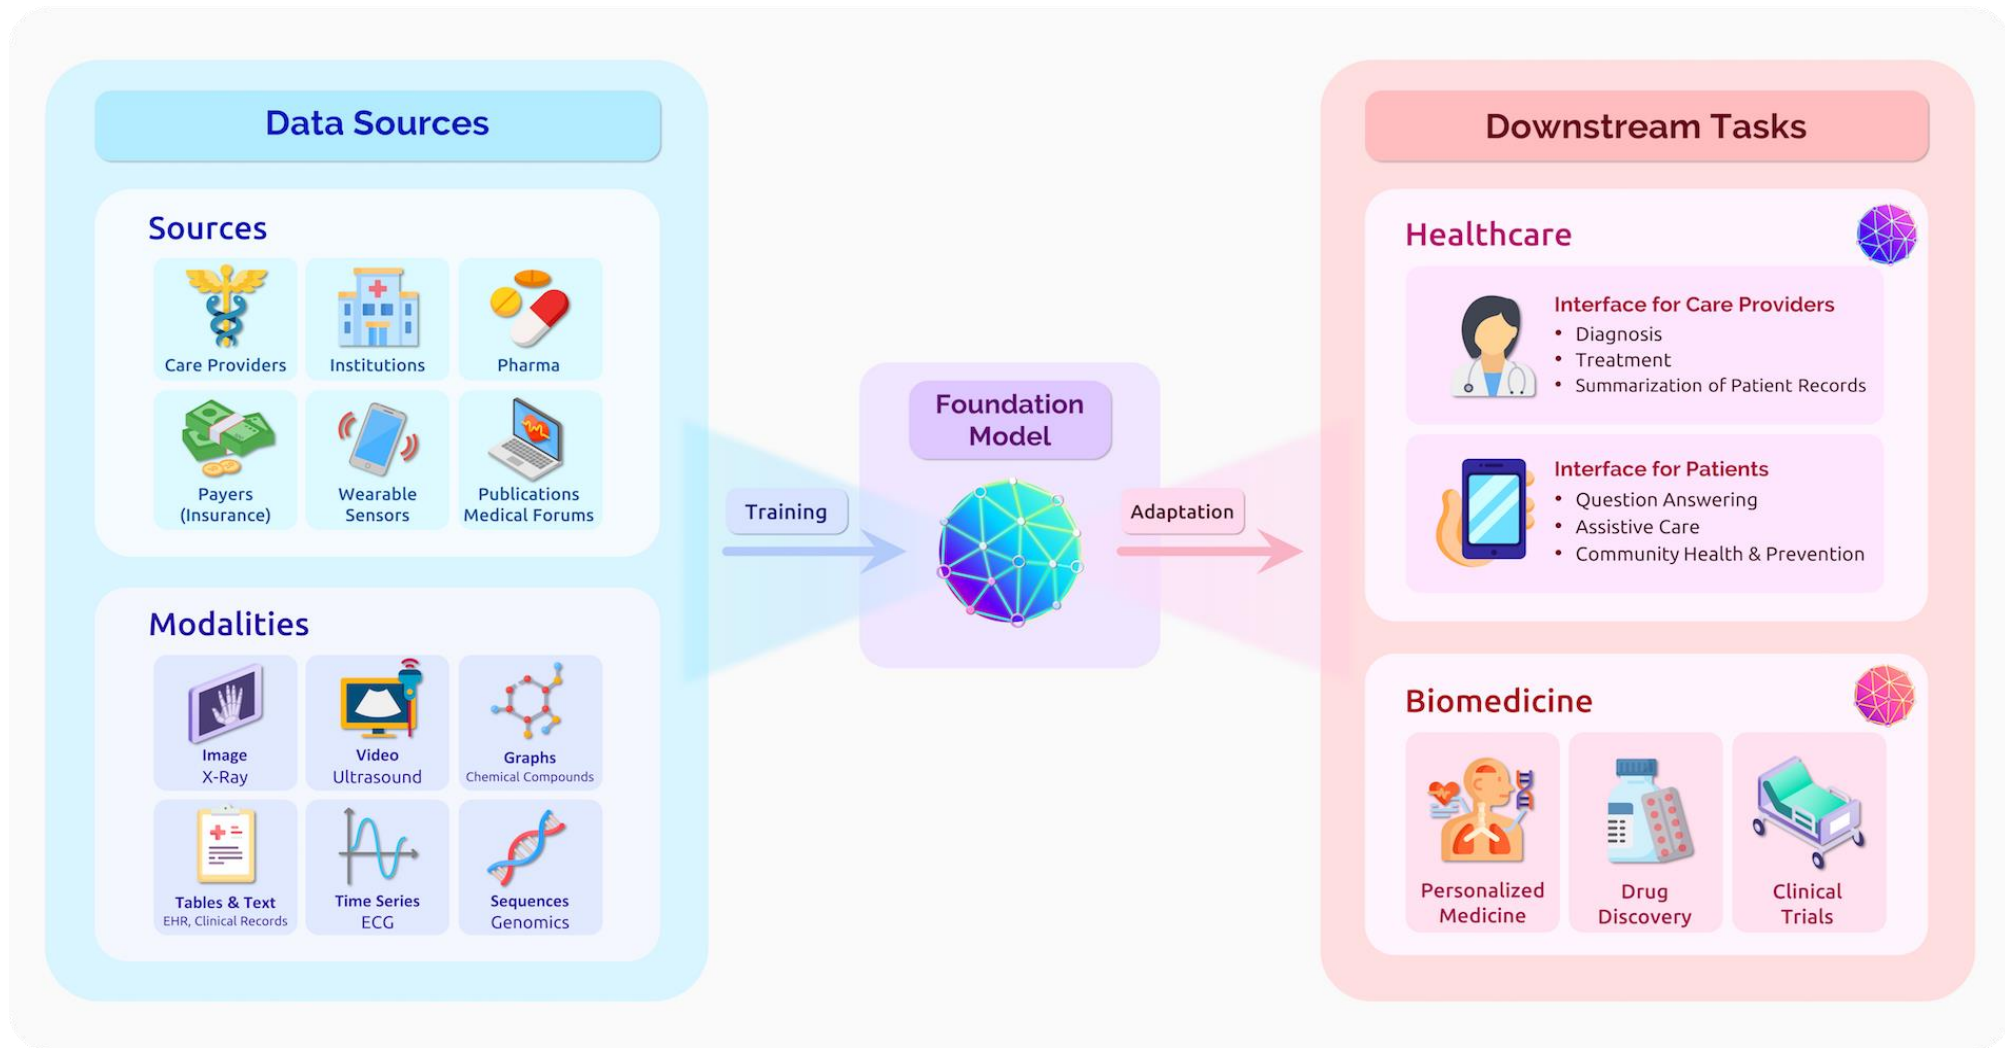 Data Sources
Sources
Care Providers
Institutions
Pharma
Payers
(Insurance)
Wearable
Sensors
Publications
Medical Forums
Modalities
Image
X-Ray
Video
Ultrasound
Graphs
Chemical Compounds
Tables & Text
EHR, Clinical Records
Time Series
ECG
Sequences
Genomics
Training
Foundation
Model
Adaptation
Downstream Tasks
Healthcare
Interface for Care Providers
• Diagnosis
• Treatment
• Summarization of Patient Records
Interface for Patients
• Question Answering
• Assistive Care
• Community Health & Prevention
Biomedicine
Personalized
Medicine
Drug
Discovery
Clinical
Trials